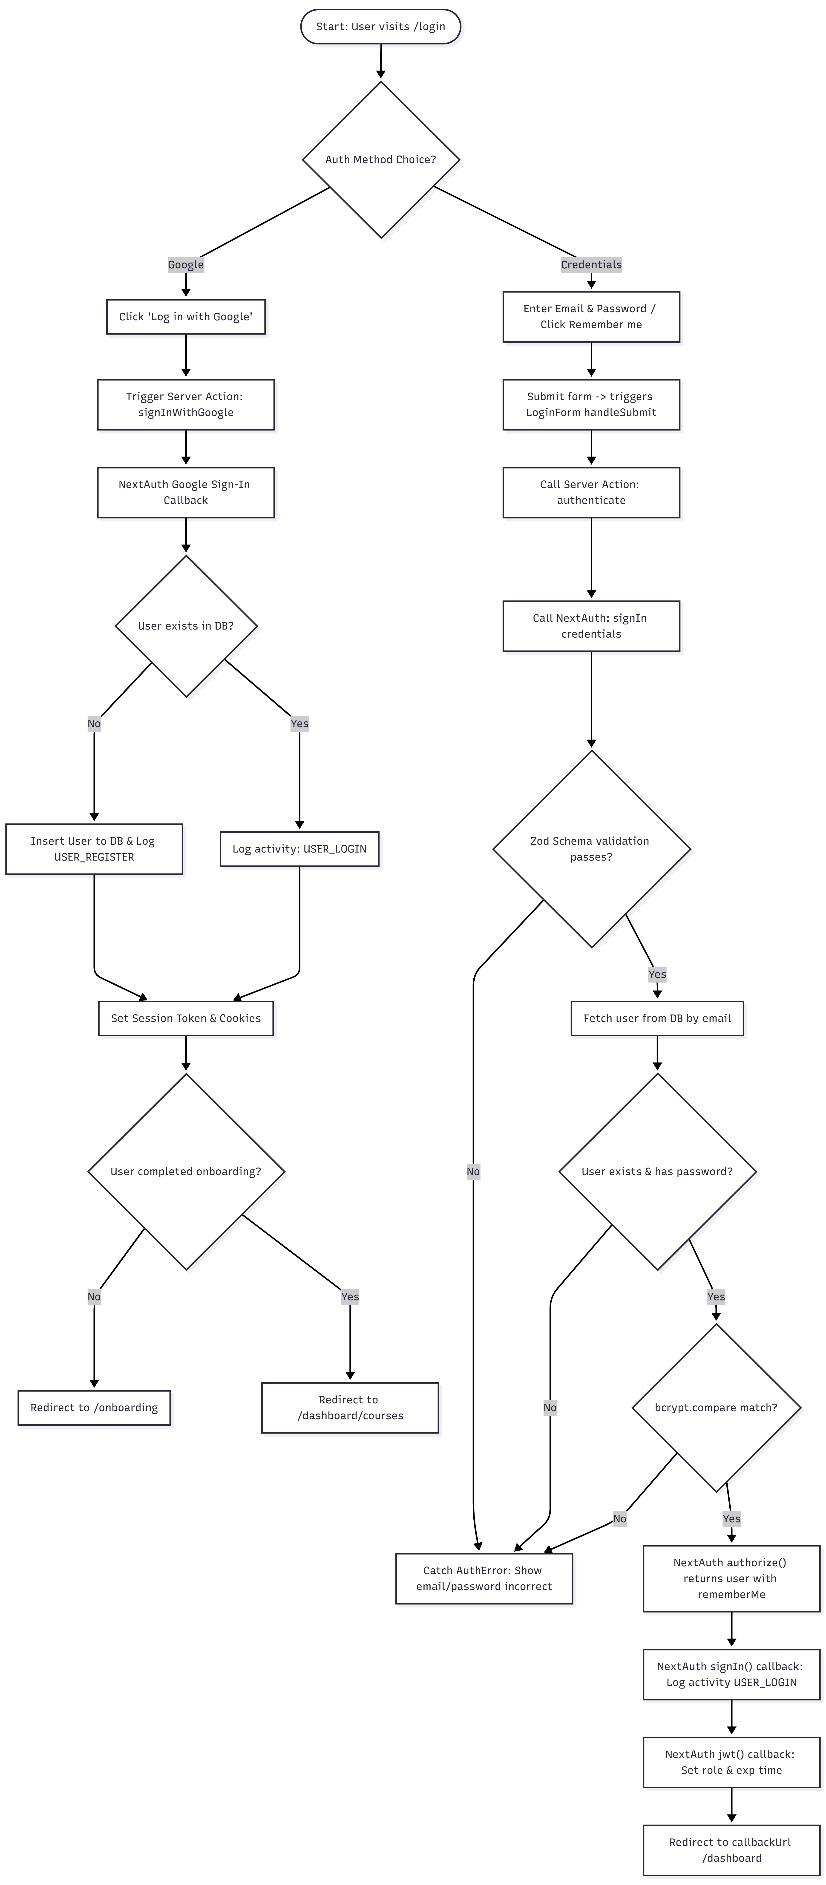 Start: User visits /login
Auth Method Choice?
Google
Credentials
Click 'Log in with Google'
Enter Email & Password /
Click Remember me
Trigger Server Action:
signInWithGoogle
Submit form -> triggers
LoginForm handleSubmit
NextAuth Google Sign-In
Callback
Call Server Action:
authenticate
User exists in DB?
Call NextAuth: signIn
credentials
No
Yes
Insert User to DB & Log
USER_REGISTER
Log activity: USER_LOGIN
Zod Schema validation
passes?
Yes
Set Session Token & Cookies
Fetch user from DB by email
User completed onboarding?
No
User exists & has password?
No
Yes
Yes
Redirect to /onboarding
Redirect to
/dashboard/courses
No
bcrypt.compare match?
No
Yes
Catch AuthError: Show
email/password incorrect
NextAuth authorize()
returns user with
rememberMe
NextAuth signIn() callback:
Log activity USER_LOGIN
NextAuth jwt() callback:
Set role & exp time
Redirect to callbackUrl
/dashboard